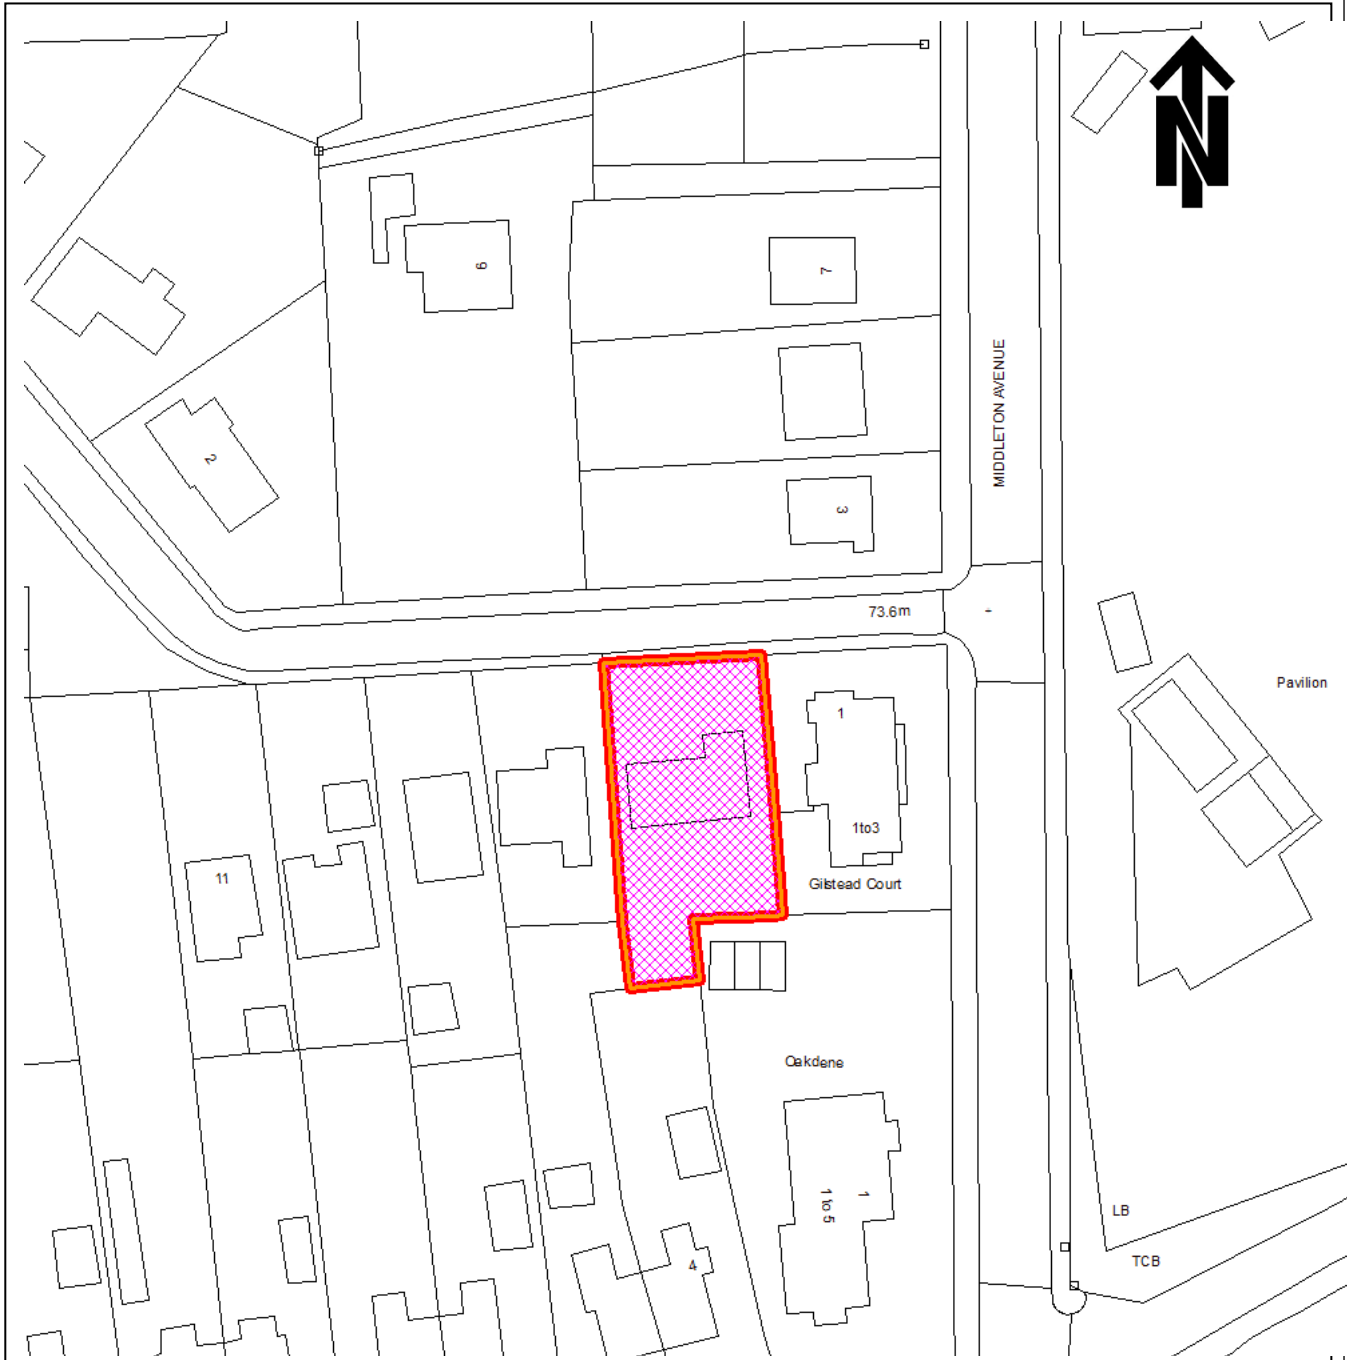 N
9
7
2
MIDDLETON AVENUE
3
73.6m
Pavilion
1
1to3
11
Gilstead Court
Oakdene
1
1 to 5
LB
4
TCB